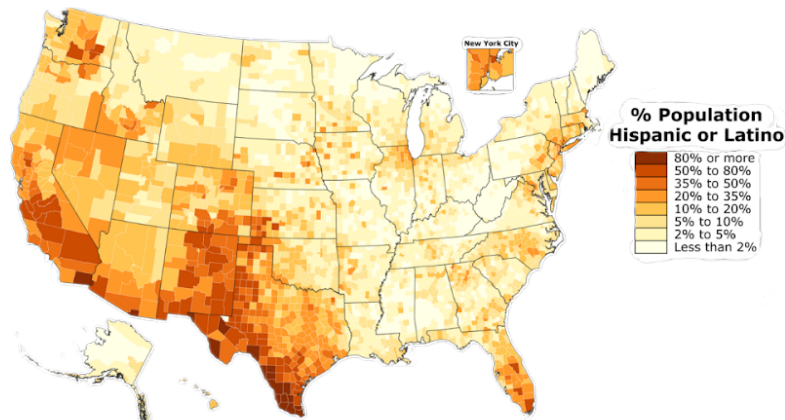 New York City
% Population
Hispanic or Latino
80% or more
50% to 80%
35% to 50%
20% to 35%
10% to 20%
5% to 10%
2% to 5%
Less than 2%